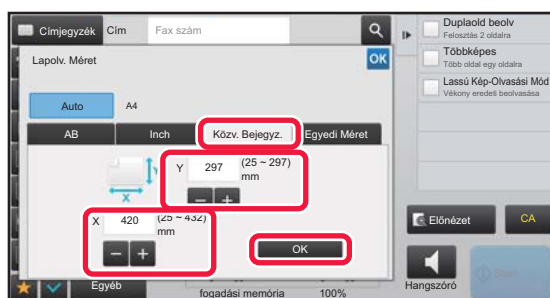 Címjegyzék Cím Fax szám
Duplaold beolv
Felosztás 2 oldalra
Lapolv. Méret OK
Többképes
Több oldal egy oldalra
Lassú Kép-Olvasási Mód
Vékony eredeti beolvasása
Auto A4
AB Inch Közv. Bejegyz. Egyedi Méret
Y
Y 297 (25 ~ 297)
mm
X
X 420 (25 ~ 432)
mm
Előnézet CA
OK
Start
Egyéb
fogadási memória 100%
Hangszóró